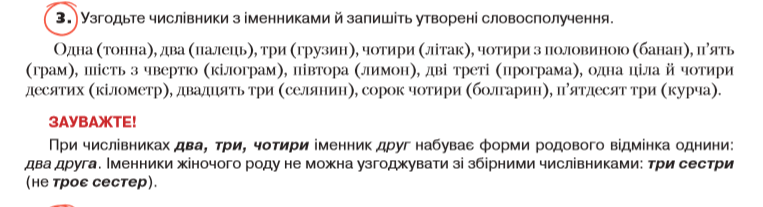 3. Узгодьте числівники з іменниками й запишіть утворені словосполучення.
Одна (тонна), два (палець), три (грузин), чотири (літак), чотири з половиною (банан), п’ять
(грам), шість з чвертю (кілограм), півтора (лимон), дві треті (програма), одна ціла й чотири
десятих (кілометр), двадцять три (селянин), сорок чотири (болгарин), п’ятдесят три (курча).
ЗАУВАЖТЕ!
При числівниках два, три, чотири іменник друг набуває форми родового відмінка однини:
два друга. Іменники жіночого роду не можна узгоджувати зі збірними числівниками: три сестри
(не троє сестер).